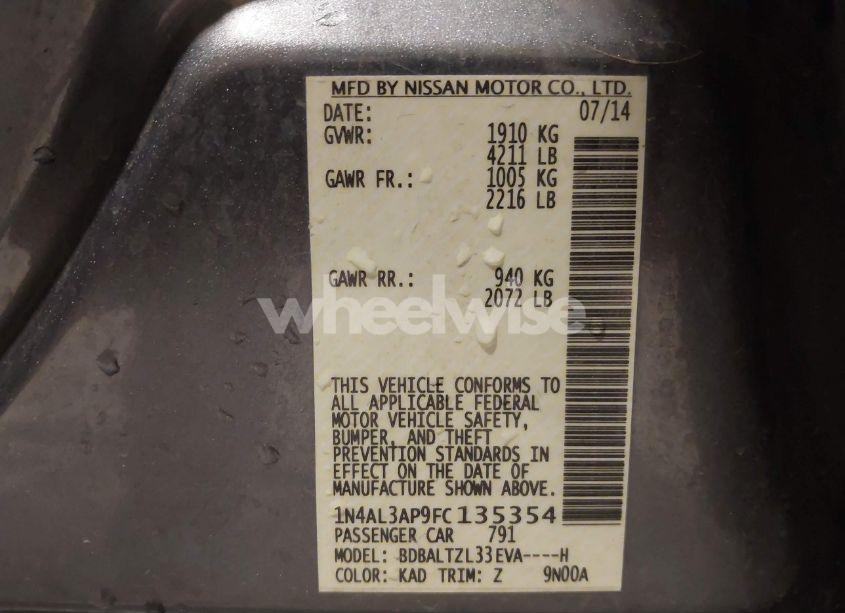 MFD BY NISSAN MOTOR CO., LTD.
DATE: 07/14
GVWR: 1910 KG
4211 LB
GAWR FR.: 1005 KG
2216 LB
GAWR RR.: 940 KG
2072 LB
wheelwise
THIS VEHICLE CONFORMS TO
ALL APPLICABLE FEDERAL
MOTOR VEHICLE SAFETY,
BUMPER, AND THEFT
PREVENTION STANDARDS IN
EFFECT ON THE DATE OF
MANUFACTURE SHOWN ABOVE.
1N4AL3AP9FC135354
PASSENGER CAR 791
MODEL: BDBALTZL33EVA----H
COLOR: KAD TRIM: Z 9N00A